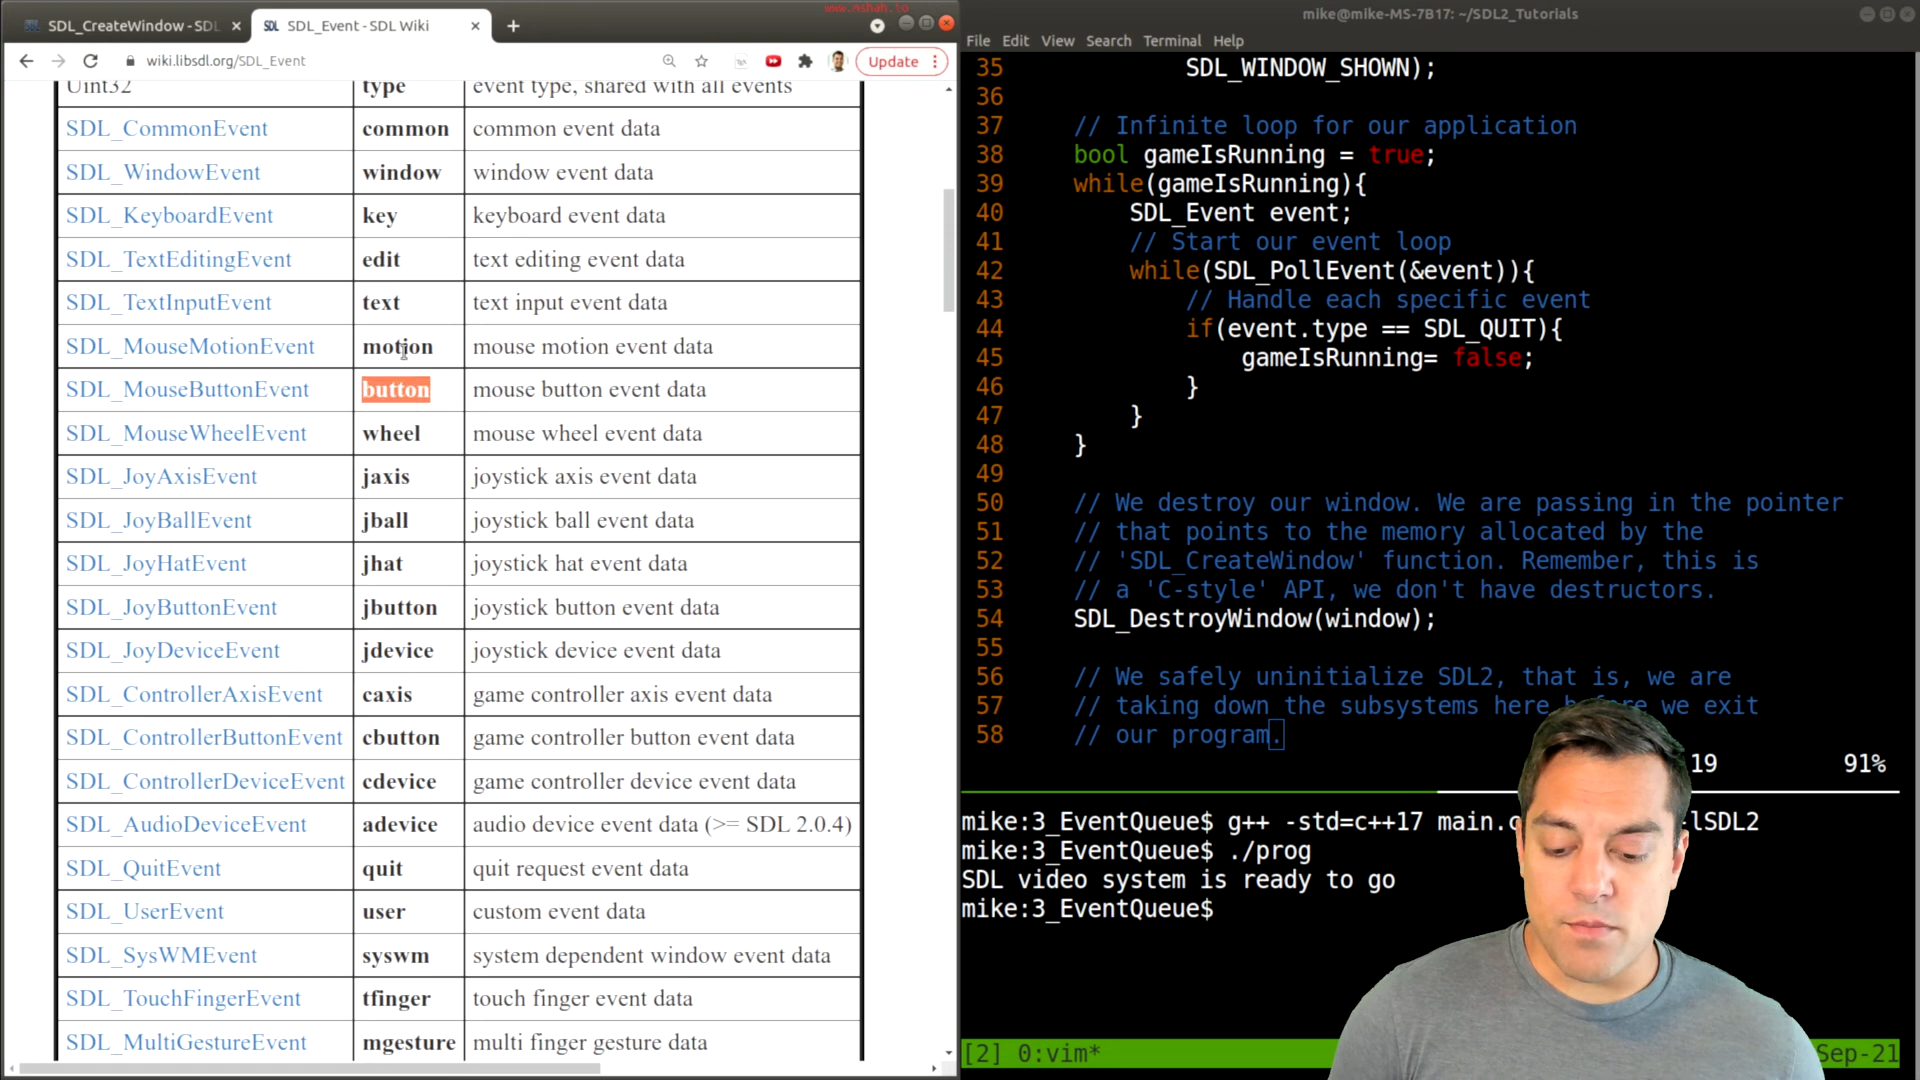 www.mshah.io
SDL_CreateWindow - SDL
SDL_Event - SDL Wiki
wiki.libsdl.org/SDL_Event
Update
Uint32 type event type, shared with all events
SDL_CommonEvent common common event data
SDL_WindowEvent window window event data
SDL_KeyboardEvent key keyboard event data
SDL_TextEditingEvent edit text editing event data
SDL_TextInputEvent text text input event data
SDL_MouseMotionEvent motion mouse motion event data
SDL_MouseButtonEvent button mouse button event data
SDL_MouseWheelEvent wheel mouse wheel event data
SDL_JoyAxisEvent jaxis joystick axis event data
SDL_JoyBallEvent jball joystick ball event data
SDL_JoyHatEvent jhat joystick hat event data
SDL_JoyButtonEvent jbutton joystick button event data
SDL_JoyDeviceEvent jdevice joystick device event data
SDL_ControllerAxisEvent caxis game controller axis event data
SDL_ControllerButtonEvent cbutton game controller button event data
SDL_ControllerDeviceEvent cdevice game controller device event data
SDL_AudioDeviceEvent adevice audio device event data (>= SDL 2.0.4)
SDL_QuitEvent quit quit request event data
SDL_UserEvent user custom event data
SDL_SysWMEvent syswm system dependent window event data
SDL_TouchFingerEvent tfinger touch finger event data
SDL_MultiGestureEvent mgesture multi finger gesture data
mike@mike-MS-7B17: ~/SDL2_Tutorials
File Edit View Search Terminal Help
35 SDL_WINDOW_SHOWN);
36
37 // Infinite loop for our application
38 bool gameIsRunning = true;
39 while(gameIsRunning){
40 SDL_Event event;
41 // Start our event loop
42 while(SDL_PollEvent(&event)){
43 // Handle each specific event
44 if(event.type == SDL_QUIT){
45 gameIsRunning= false;
46 }
47 }
48 }
49
50 // We destroy our window. We are passing in the pointer
51 // that points to the memory allocated by the
52 // 'SDL_CreateWindow' function. Remember, this is
53 // a 'C-style' API, we don't have destructors.
54 SDL_DestroyWindow(window);
55
56 // We safely uninitialize SDL2, that is, we are
57 // taking down the subsystems here before we exit
58 // our program.
19 91%
mike:3_EventQueue$ g++ -std=c++17 main.c lSDL2
mike:3_EventQueue$ ./prog
SDL video system is ready to go
mike:3_EventQueue$
[2] 0:vim* Sep-21